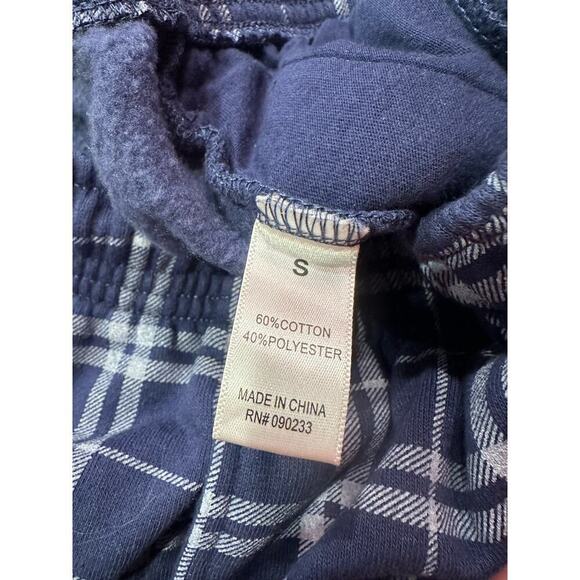 S
60%COTTON
40%POLYESTER
MADE IN CHINA
RN# 090233